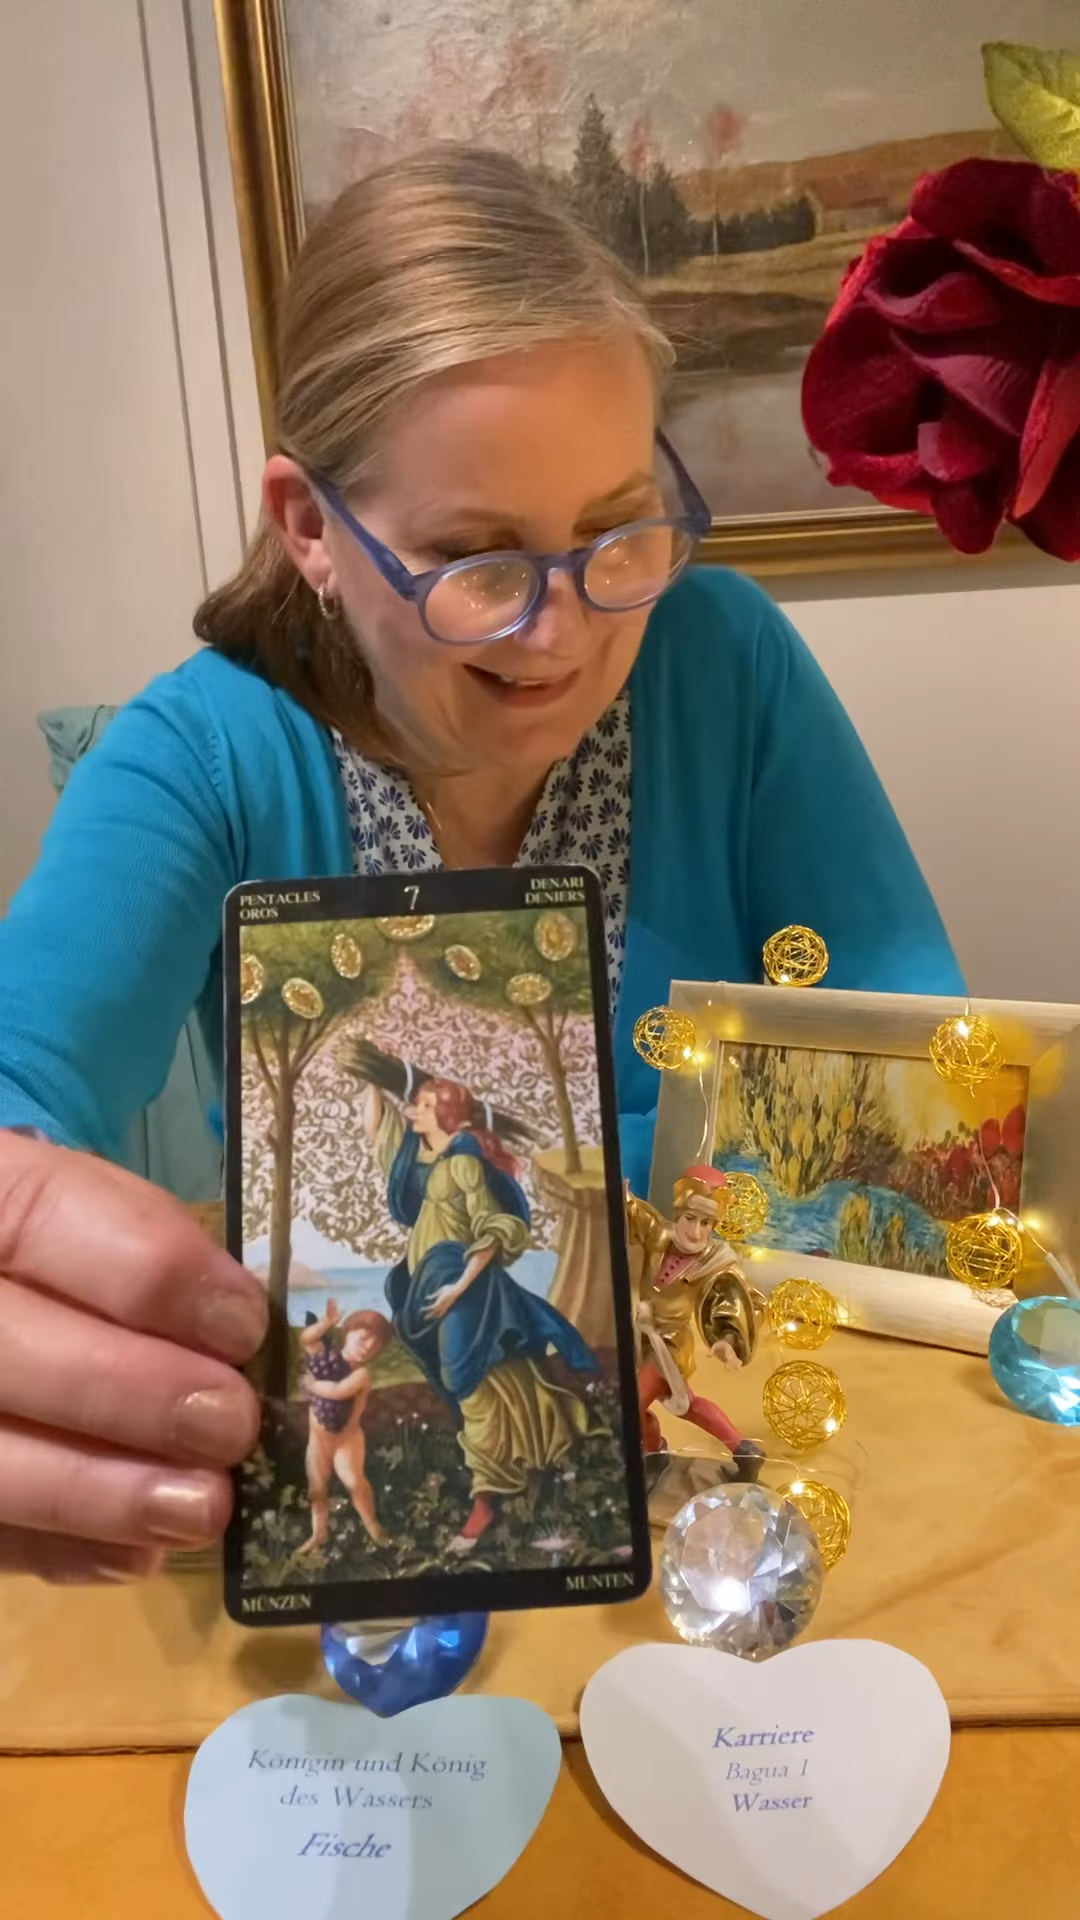 PENTACLES
OROS
7
DENARI
DENIERS
MÜNZEN
MUNTEN
Königin und König
des Wassers
Fische
Karriere
Bagua 1
Wasser